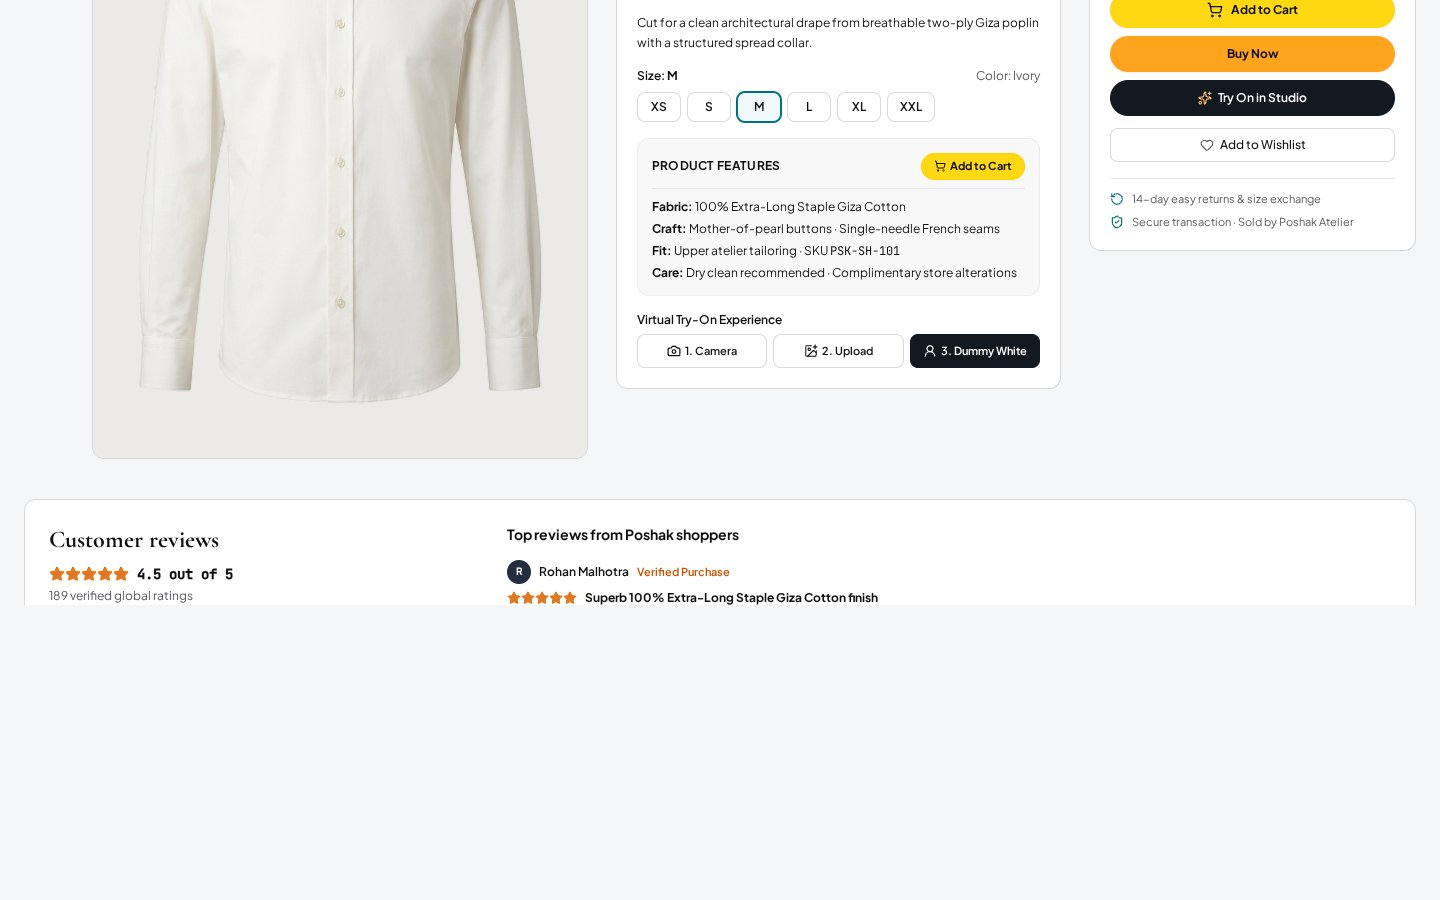 Cut for a clean architectural drape from breathable two-ply Giza poplin
with a structured spread collar.
Size: M
Color: Ivory
XS
S
M
L
XL
XXL
PRODUCT FEATURES
Add to Cart
Fabric: 100% Extra-Long Staple Giza Cotton
Craft: Mother-of-pearl buttons · Single-needle French seams
Fit: Upper atelier tailoring · SKU PSK-SH-101
Care: Dry clean recommended · Complimentary store alterations
Virtual Try-On Experience
1. Camera
2. Upload
3. Dummy White
Add to Cart
Buy Now
Try On in Studio
Add to Wishlist
14-day easy returns & size exchange
Secure transaction · Sold by Poshak Atelier
Customer reviews
4.5 out of 5
189 verified global ratings
Top reviews from Poshak shoppers
R
Rohan Malhotra Verified Purchase
Superb 100% Extra-Long Staple Giza Cotton finish